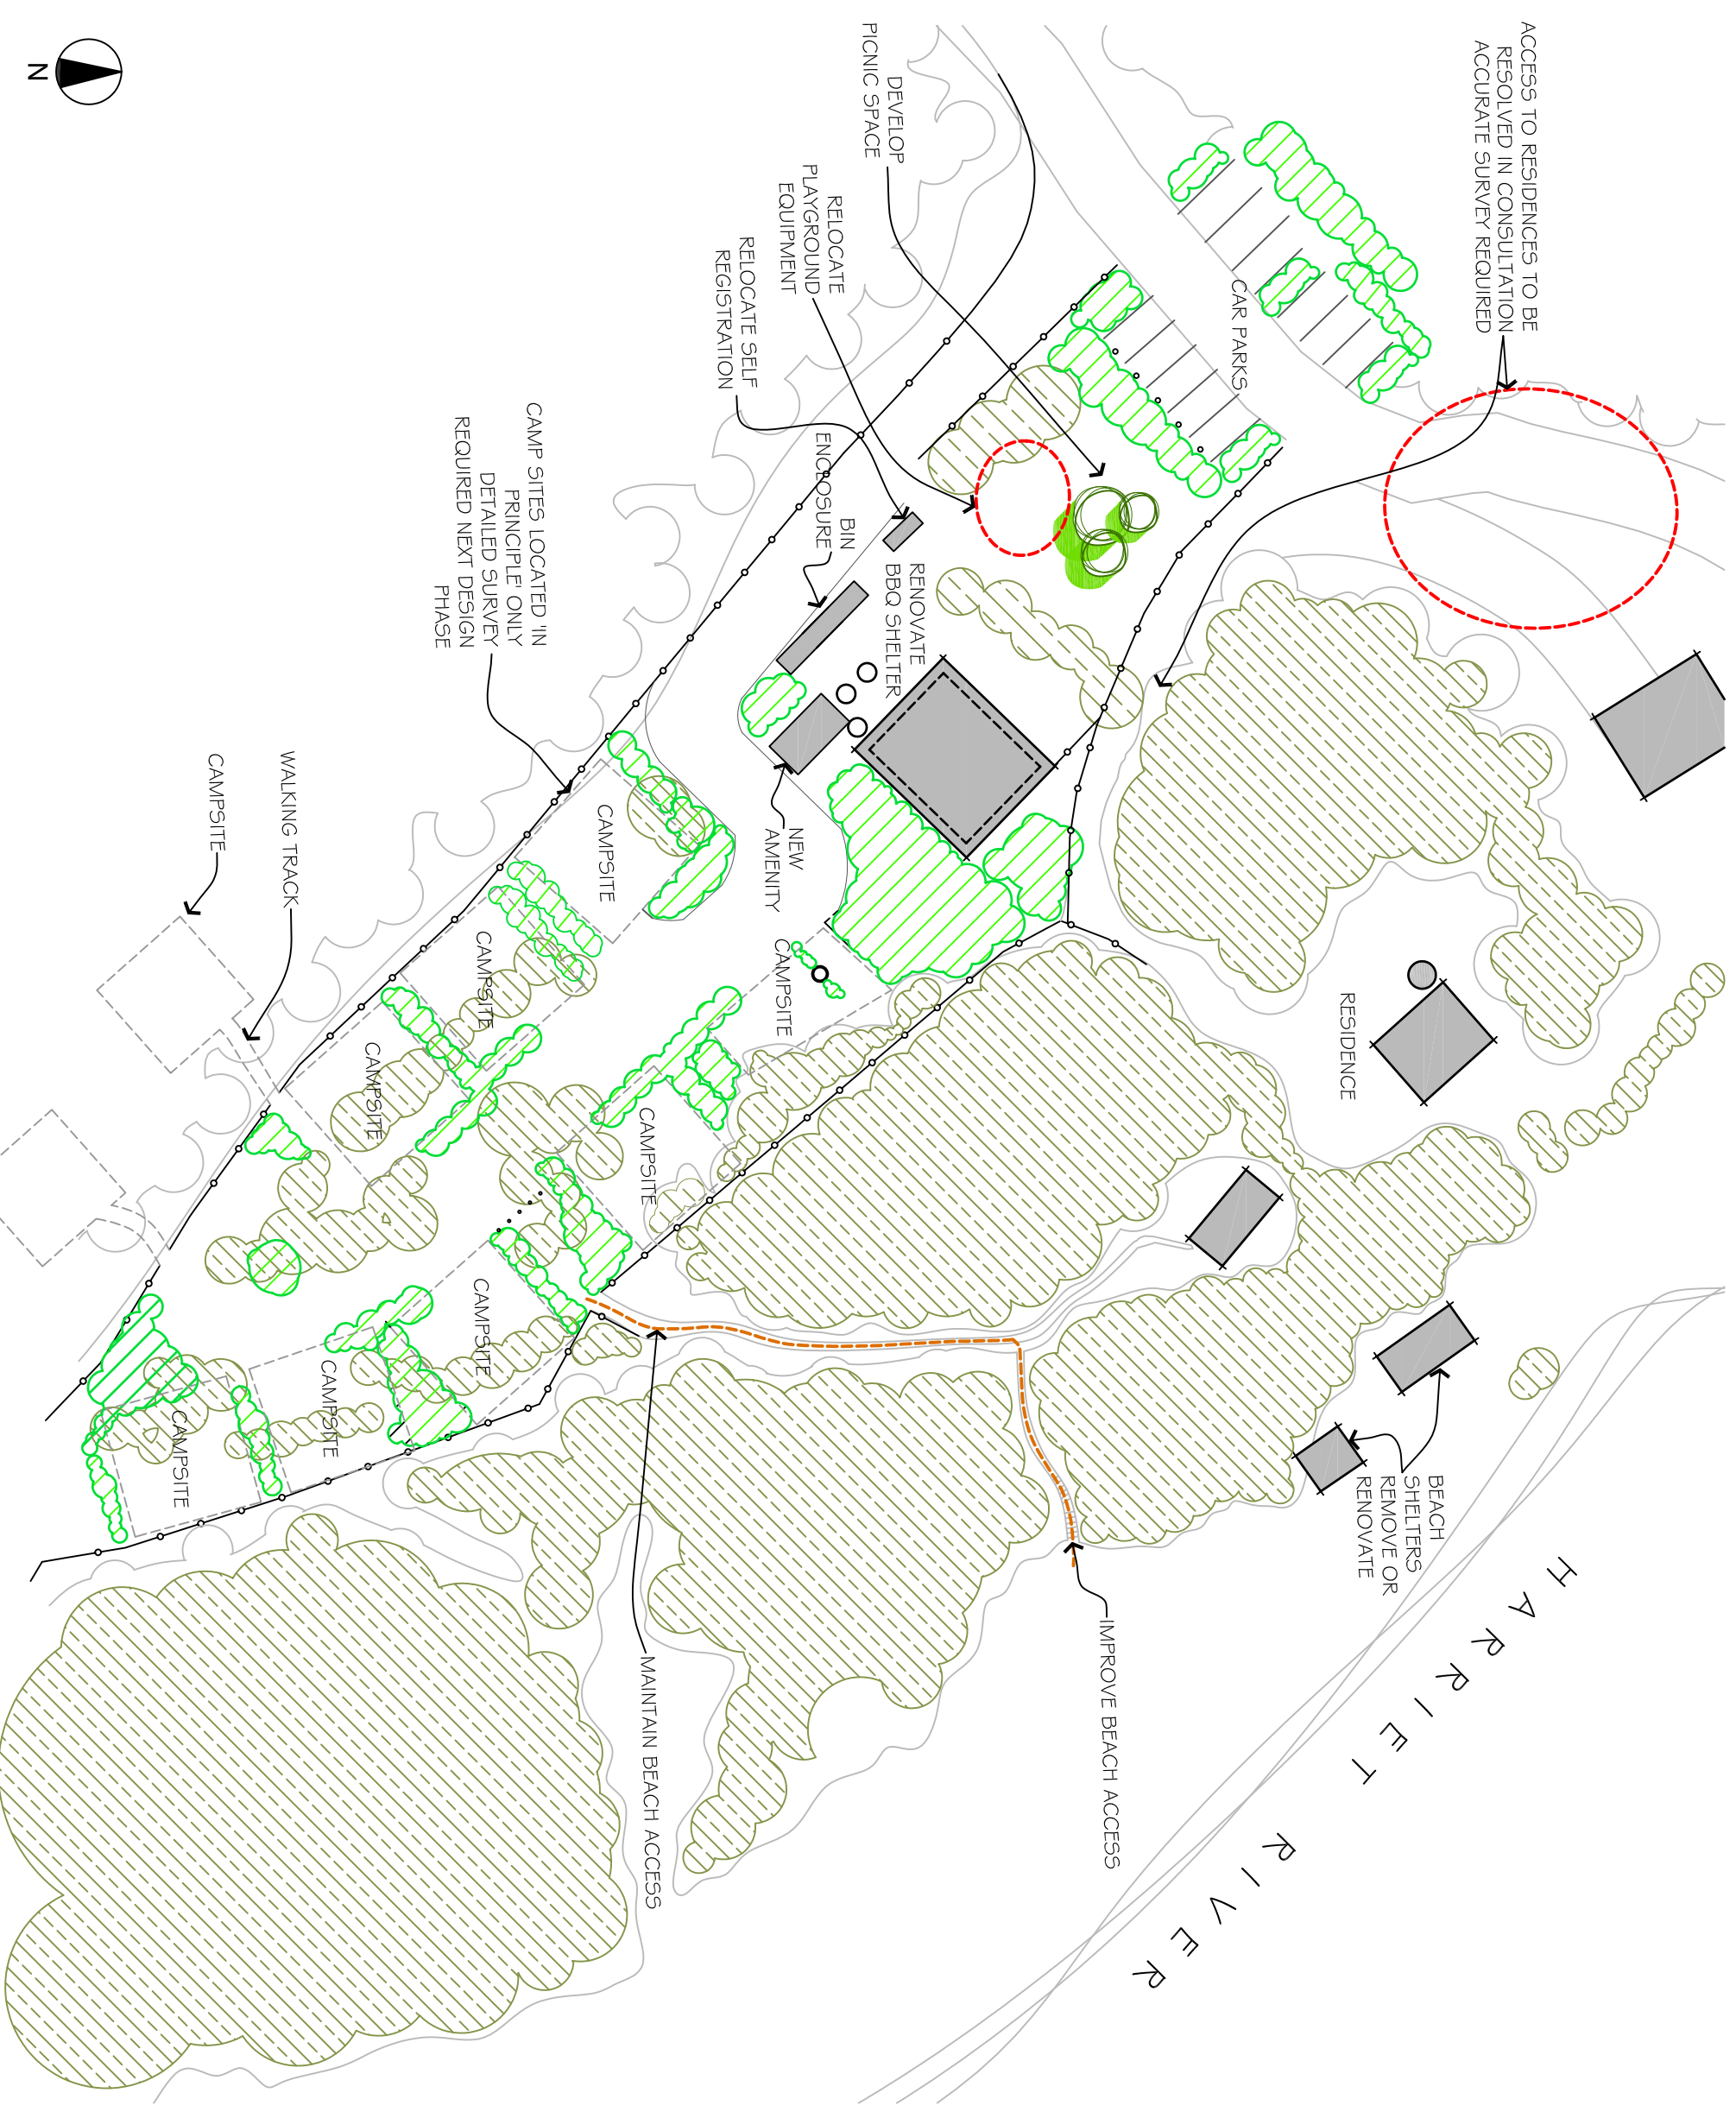 ACCESS TO RESIDENCES TO BE
RESOLVED IN CONSULTATION
ACCURATE SURVEY REQUIRED
CAR PARKS
DEVELOP
PICNIC SPACE
RELOCATE
PLAYGROUND
EQUIPMENT
RELOCATE SELF
REGISTRATION
BIN
ENCLOSURE
RENOVATE
BBQ SHELTER
CAMP SITES LOCATED 'IN
PRINCIPLE ONLY
DETAILED SURVEY
REQUIRED NEXT DESIGN
PHASE
NEW
AMENITY
RESIDENCE
CAMPSITE
CAMPSITE
CAMPSITE
CAMPSITE
CAMPSITE
CAMPSITE
CAMPSITE
CAMPSITE
WALKING TRACK
CAMPSITE
BEACH
SHELTERS
REMOVE OR
RENOVATE
IMPROVE BEACH ACCESS
MAINTAIN BEACH ACCESS
HARRIET RIVER
N